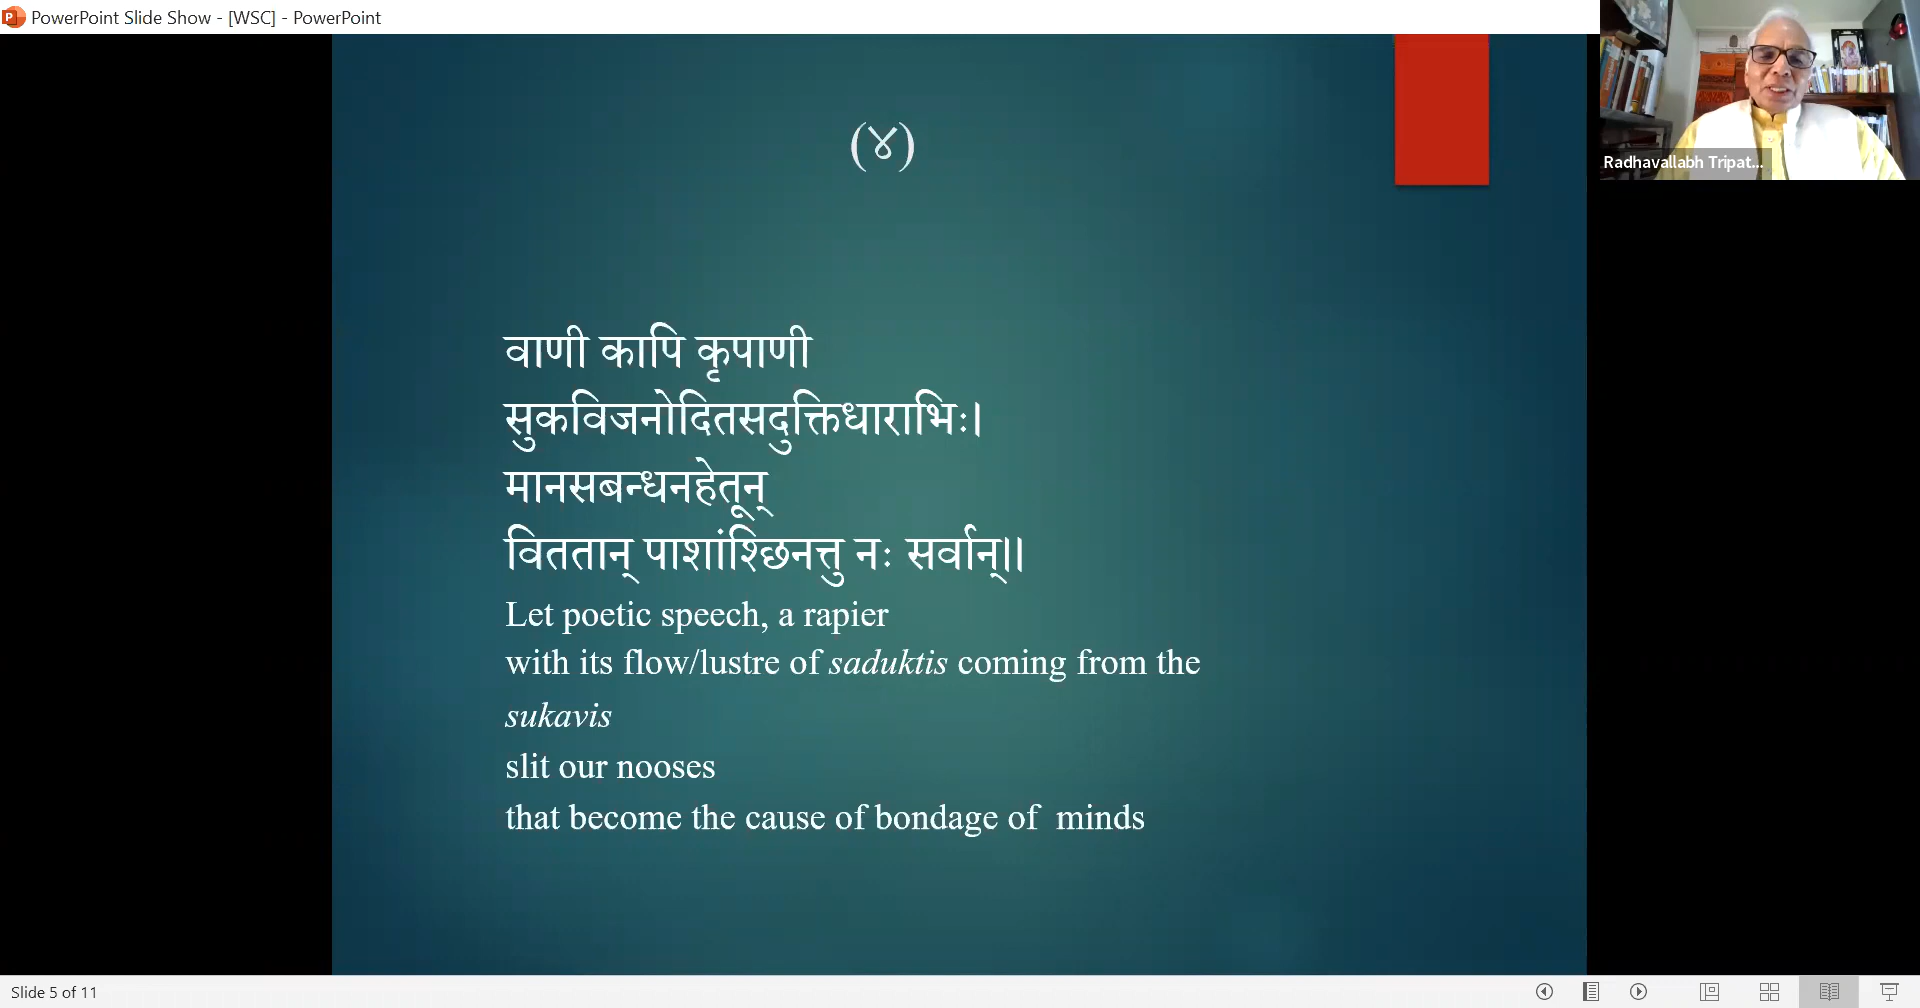 PowerPoint Slide Show - [WSC] - PowerPoint
Radhavallabh Tripat...
(४)
वाणी कापि कृपाणी
सुकविजनोदितसदुक्तिधाराभिः।
मानसबन्धनहेतून्
विततान् पाशांश्छिनत्तु नः सर्वान्।।
Let poetic speech, a rapier
with its flow/lustre of saduktis coming from the
sukavis
slit our nooses
that become the cause of bondage of  minds
Slide 5 of 11